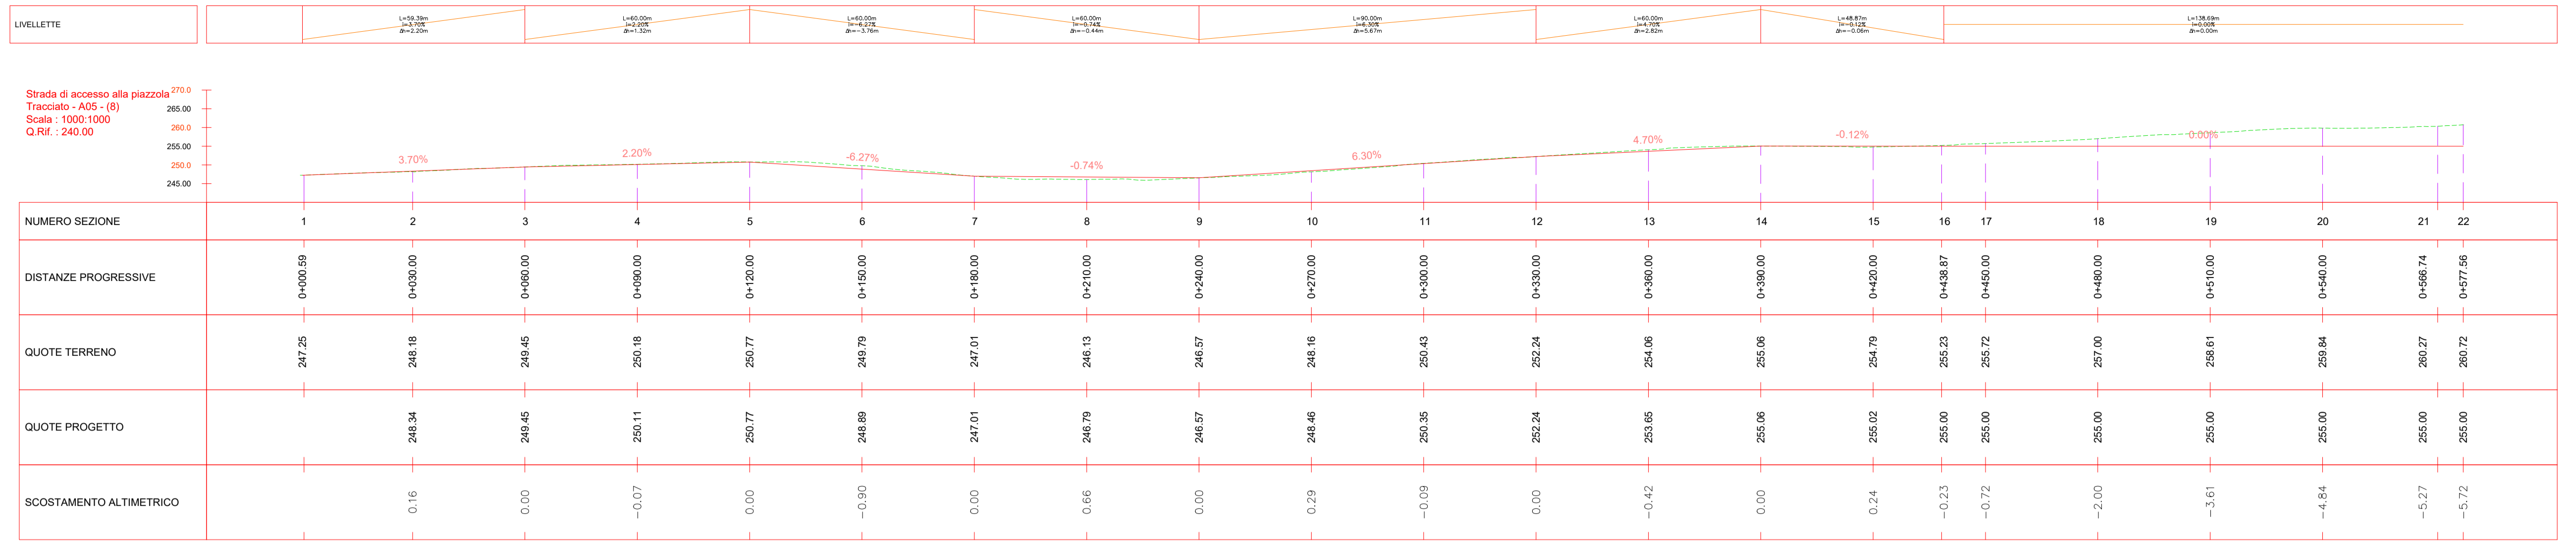 LIVELLETTE
L=59.39m
i=3.70%
Δh=2.20m
L=60.00m
i=2.20%
Δh=1.32m
L=60.00m
i=-6.27%
Δh=-3.76m
L=60.00m
i=-0.74%
Δh=-0.44m
L=90.00m
i=6.30%
Δh=5.67m
L=60.00m
i=4.70%
Δh=2.82m
L=48.87m
i=-0.12%
Δh=-0.06m
L=138.69m
i=0.00%
Δh=0.00m
Strada di accesso alla piazzola
Tracciato - A05 - (8)
Scala : 1000:1000
Q.Rif. : 240.00
270.0
265.00
260.0
255.00
250.0
245.00
3.70%
2.20%
-6.27%
-0.74%
6.30%
4.70%
-0.12%
0.00%
NUMERO SEZIONE 1 2 3 4 5 6 7 8 9 10 11 12 13 14 15 16 17 18 19 20 21 22
DISTANZE PROGRESSIVE 0+000.59 0+030.00 0+060.00 0+090.00 0+120.00 0+150.00 0+180.00 0+210.00 0+240.00 0+270.00 0+300.00 0+330.00 0+360.00 0+390.00 0+420.00 0+438.87 0+450.00 0+480.00 0+510.00 0+540.00 0+566.74 0+577.56
QUOTE TERRENO 247.25 248.18 249.45 250.18 250.77 249.79 247.01 246.13 246.57 248.16 250.43 252.24 254.06 255.06 254.79 255.23 255.72 257.00 258.61 259.84 260.27 260.72
QUOTE PROGETTO 248.34 249.45 250.11 250.77 248.89 247.01 246.79 246.57 248.46 250.35 252.24 253.65 255.06 255.02 255.00 255.00 255.00 255.00 255.00 255.00 255.00
SCOSTAMENTO ALTIMETRICO 0.16 0.00 -0.07 0.00 -0.90 0.00 0.66 0.00 0.29 -0.09 0.00 -0.42 0.00 0.24 -0.23 -0.72 -2.00 -3.61 -4.84 -5.27 -5.72